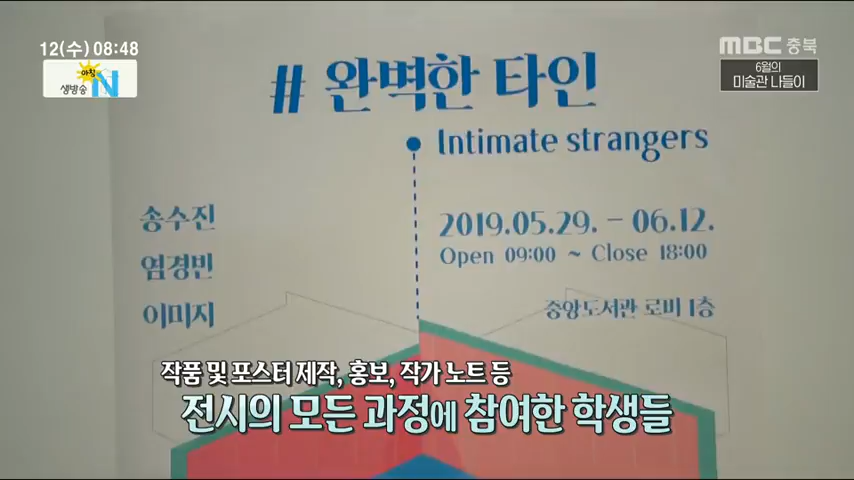 12(수) 08:48
아침
생방송
N
MBC 충북
6월의
미술관 나들이
# 완벽한 타인
Intimate strangers
송수진
염경빈
이미지
2019.05.29. - 06.12.
Open 09:00 ~ Close 18:00
중앙도서관 로비 1층
작품 및 포스터 제작, 홍보, 작가 노트 등
전시의 모든 과정에 참여한 학생들